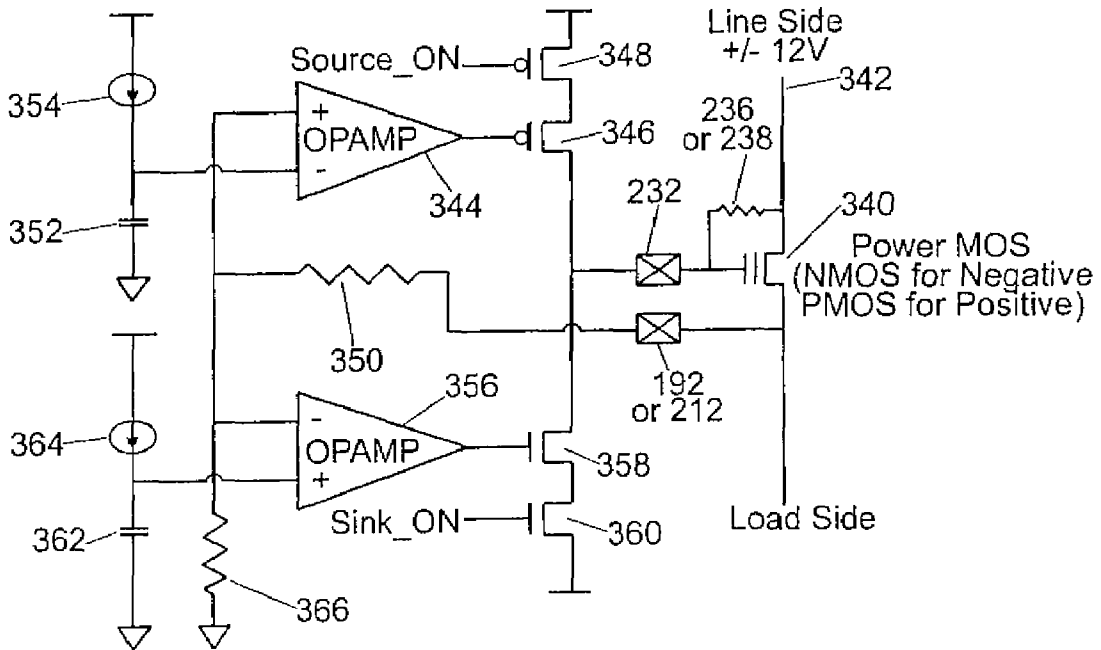 Line Side
+/- 12V
Source_ON
348
342
354
236
or 238
+
OPAMP
-
346
344
232
340
352
Power MOS
(NMOS for Negative
PMOS for Positive)
350
192
or 212
356
364
-
OPAMP
+
358
Sink_ON
360
Load Side
362
366